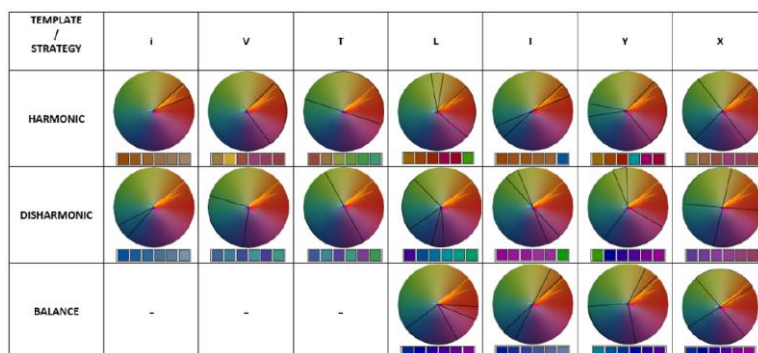 TEMPLATE
/
STRATEGY
i
V
T
L
I
Y
X
HARMONIC
DISHARMONIC
BALANCE
-
-
-